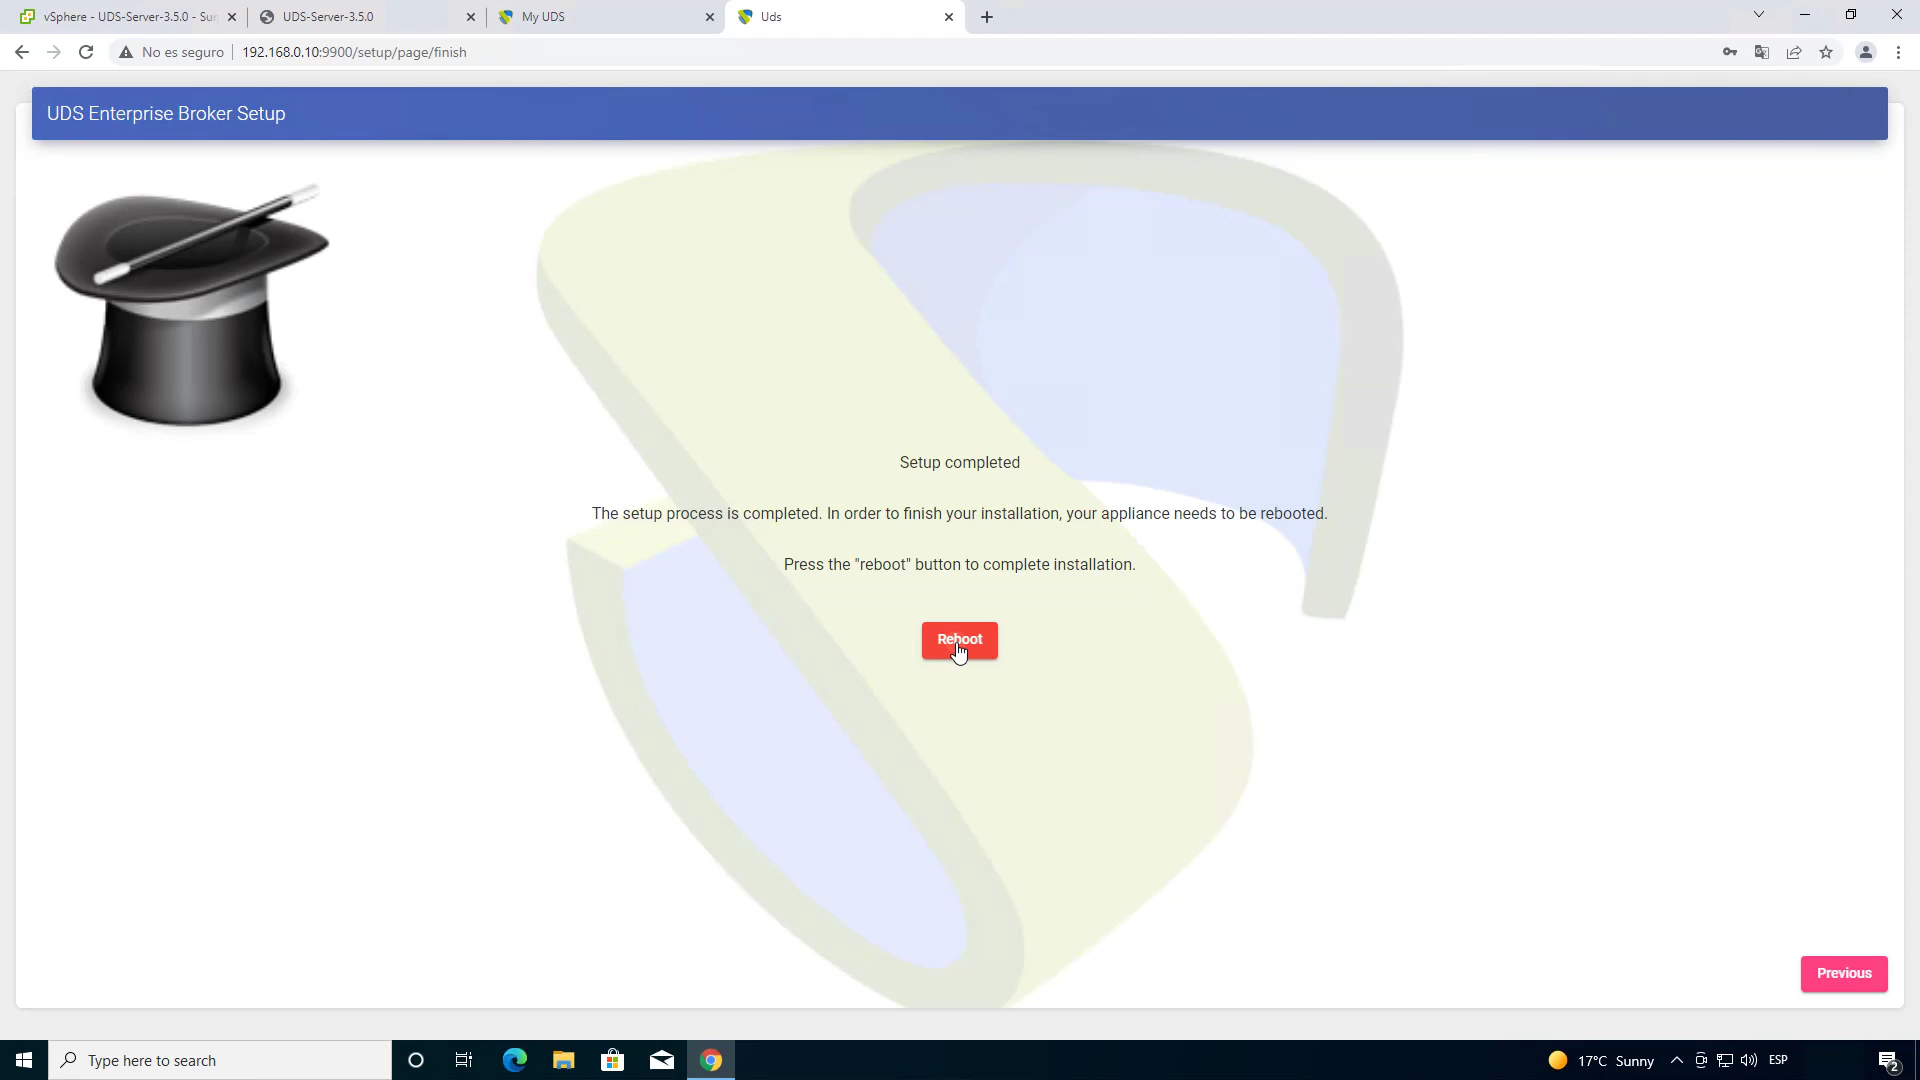 vSphere - UDS-Server-3.5.0 - Sur
UDS-Server-3.5.0
My UDS
Uds
No es seguro
192.168.0.10:9900/setup/page/finish
UDS Enterprise Broker Setup
Setup completed
The setup process is completed. In order to finish your installation, your appliance needs to be rebooted.
Press the "reboot" button to complete installation.
Reboot
Previous
Type here to search
17°C Sunny
ESP
2